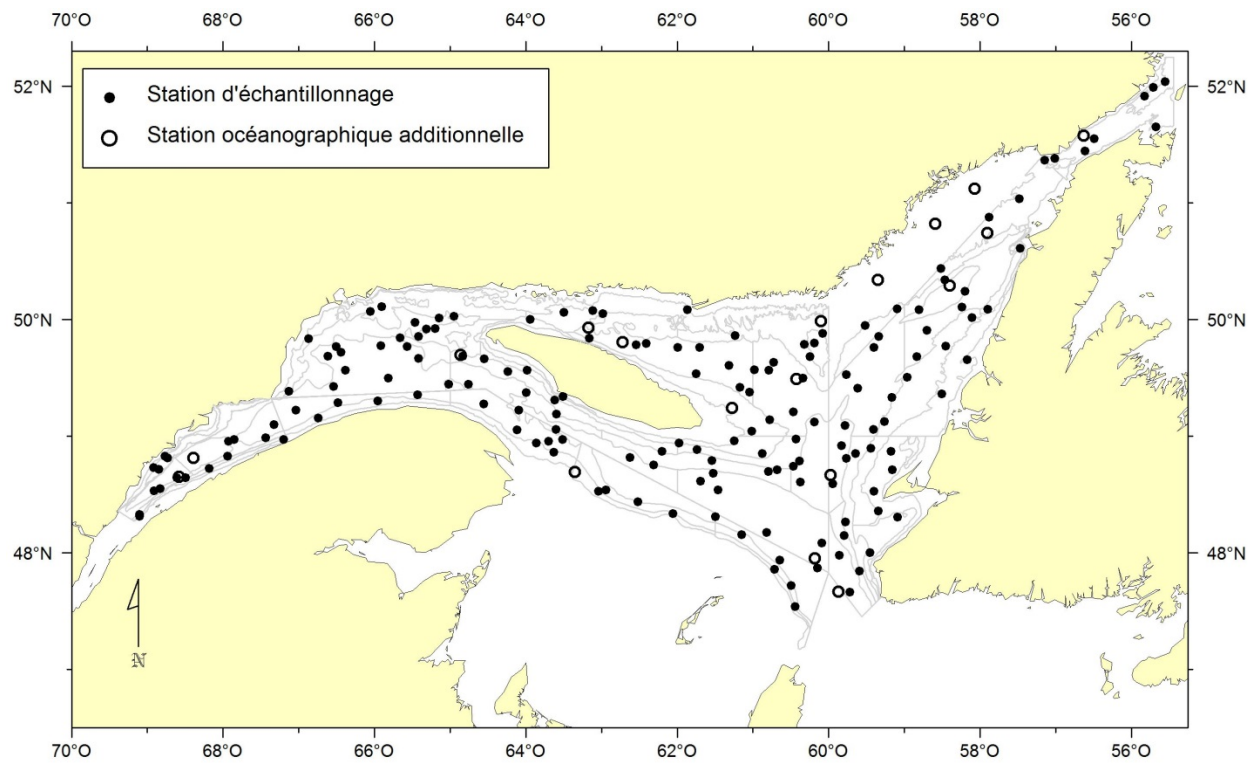 70°O 68°O 66°O 64°O 62°O 60°O 58°O 56°O
52°N 52°N
Station d'échantillonnage
Station océanographique additionnelle
50°N 50°N
48°N 48°N
N
70°O 68°O 66°O 64°O 62°O 60°O 58°O 56°O